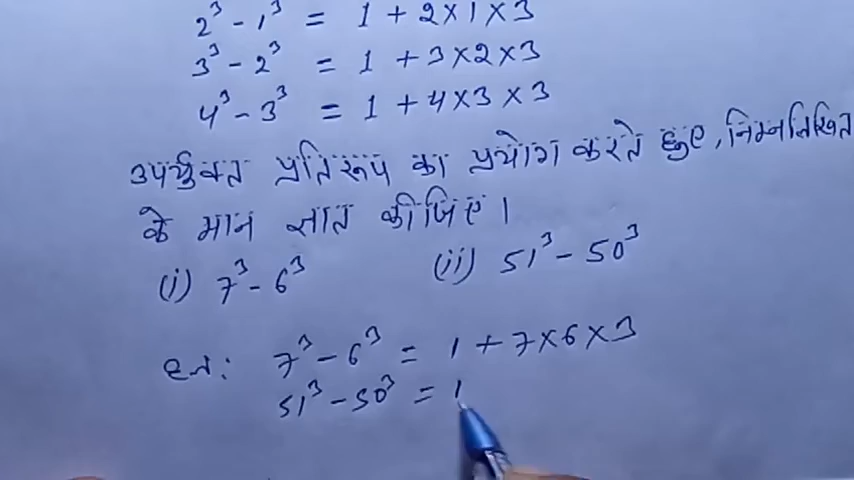 2³ - 1³ = 1 + 2 × 1 × 3
3³ - 2³ = 1 + 3 × 2 × 3
4³ - 3³ = 1 + 4 × 3 × 3
उपर्युक्त प्रतिरूप का प्रयोग करते हुए, निम्नलिखित
के मान ज्ञात कीजिए।
(i) 7³ - 6³ (ii) 51³ - 50³
हल: 7³ - 6³ = 1 + 7 × 6 × 3
51³ - 50³ = 1